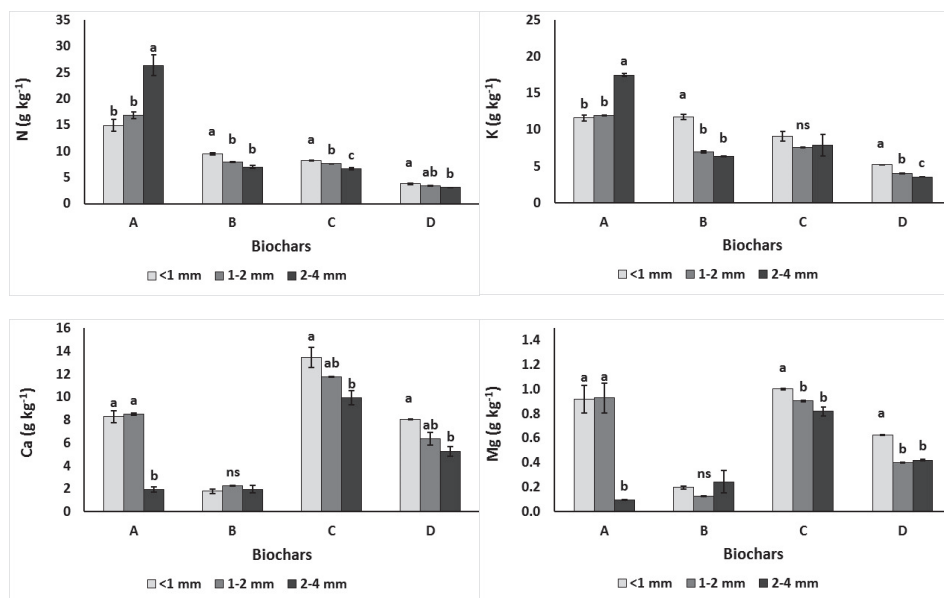 N (g kg⁻¹)
35
30
25
20
15
10
5
0
b b a
a b b
a b c
a ab b
A B C D
Biochars
<1 mm 1-2 mm 2-4 mm
K (g kg⁻¹)
25
20
15
10
5
0
b b a
a b b
ns
a b c
A B C D
Biochars
<1 mm 1-2 mm 2-4 mm
Ca (g kg⁻¹)
16
14
12
10
8
6
4
2
0
a a b
ns
a ab b
a ab b
A B C D
Biochars
<1 mm 1-2 mm 2-4 mm
Mg (g kg⁻¹)
1.4
1.2
1.0
0.8
0.6
0.4
0.2
0.0
a a b
ns
a b b
a b b
A B C D
Biochars
<1 mm 1-2 mm 2-4 mm